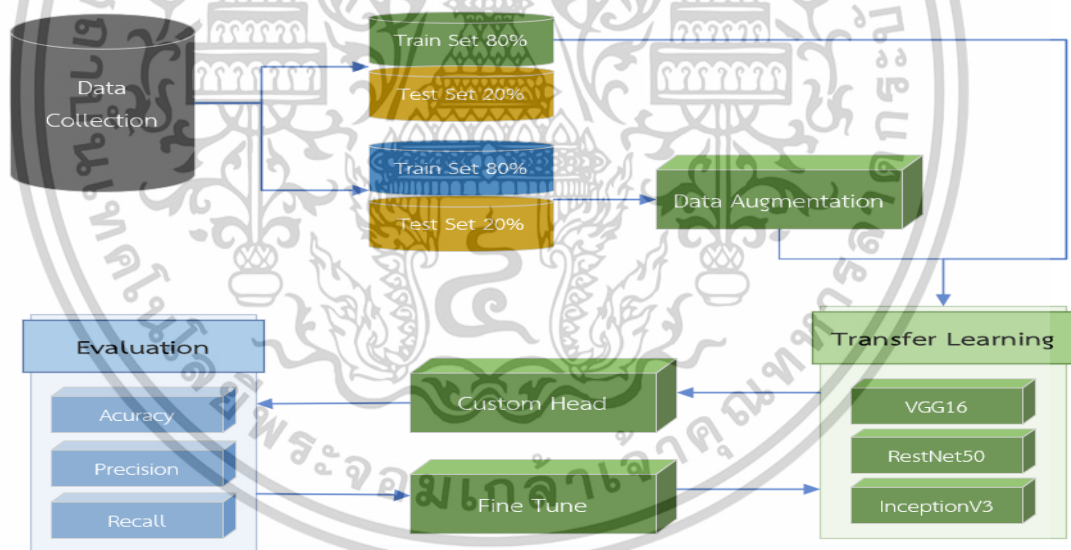 Data
Collection
Train Set 80%
Test Set 20%
Train Set 80%
Test Set 20%
Data Augmentation
Evaluation
Acuracy
Precision
Recall
Custom Head
Fine Tune
Transfer Learning
VGG16
RestNet50
InceptionV3